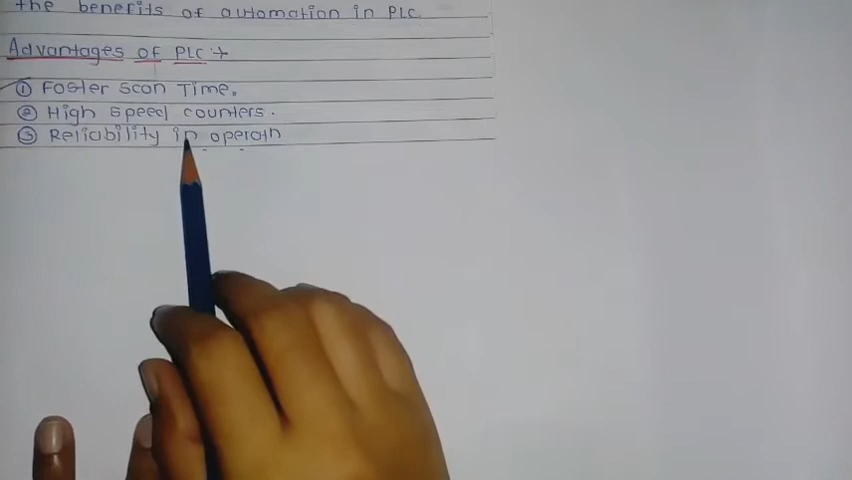 the benefits of automation in PLC.
Advantages of PLC :→
① Faster Scan Time.
② High Speed counters.
③ Reliability in operatn